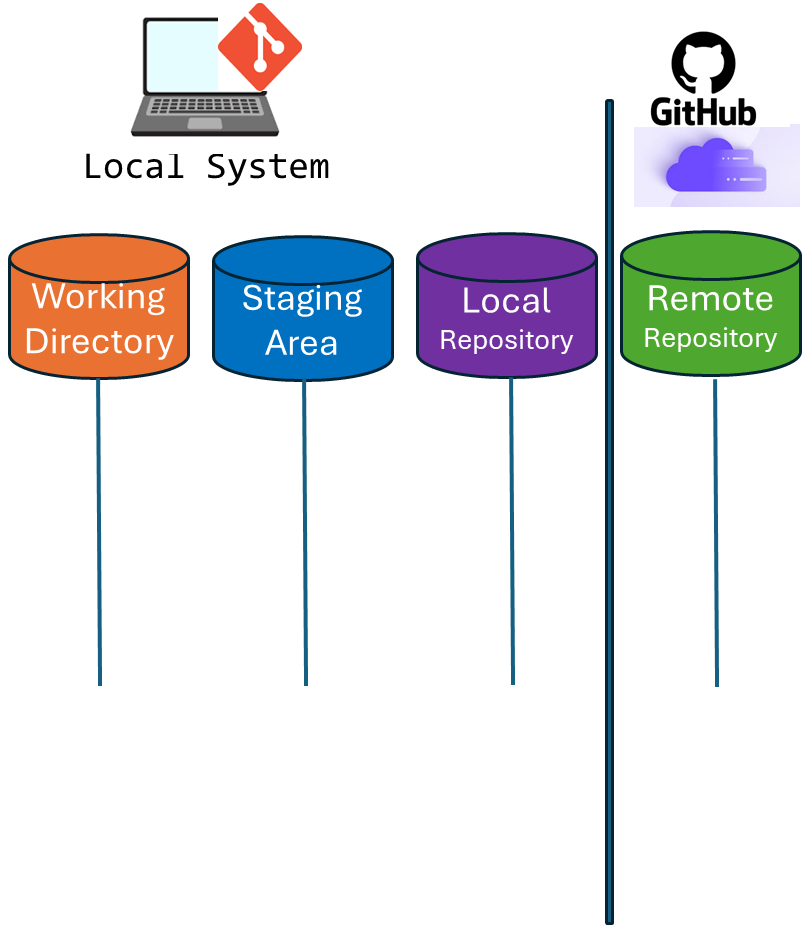 GitHub
Local System
Working
Directory
Staging
Area
Local
Repository
Remote
Repository